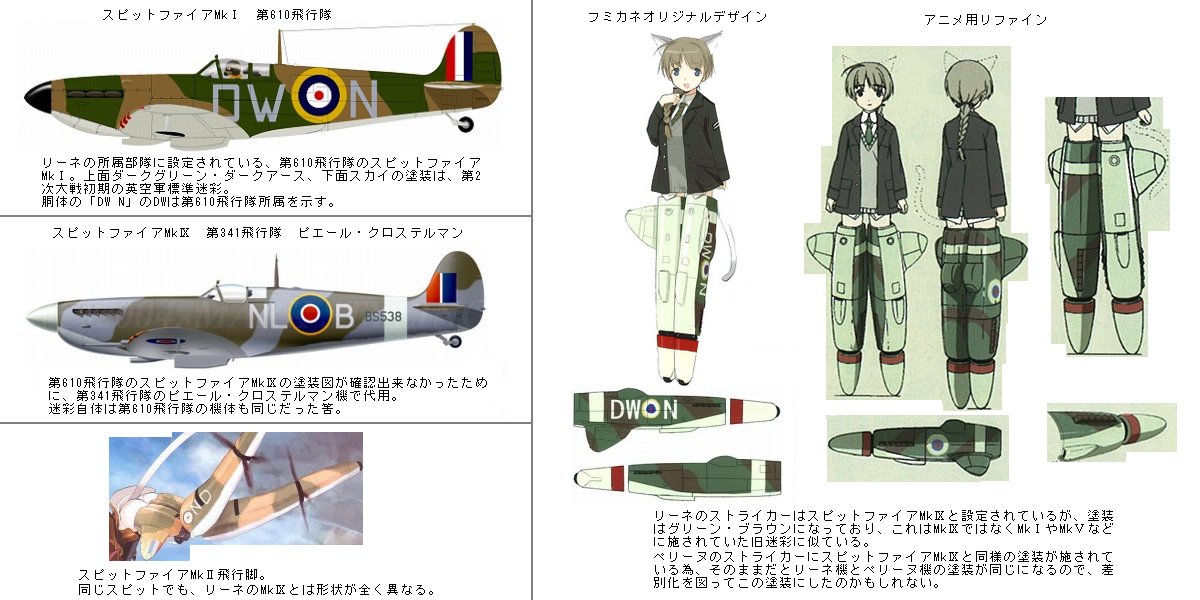 スピットファイアMkⅠ 第610飛行隊
DW N
リーネの所属部隊に設定されている、第610飛行隊のスピットファイア
MkⅠ。上面ダークグリーン・ダークアース、下面スカイの塗装は、第2
次大戦初期の英空軍標準迷彩。
胴体の「DW N」のDWは第610飛行隊所属を示す。
スピットファイアMkⅨ 第341飛行隊 ピエール・クロステルマン
NL B BS538
第610飛行隊のスピットファイアMkⅨの塗装図が確認出来なかったため
に、第341飛行隊のピエール・クロステルマン機で代用。
迷彩自体は第610飛行隊の機体も同じだった筈。
スピットファイアMkⅡ飛行脚。
同じスピットでも、リーネのMkⅨとは形状が全く異なる。
フミカネオリジナルデザイン
DW N
アニメ用リファイン
リーネのストライカーはスピットファイアMkⅨと設定されているが、塗装
はグリーン・ブラウンになっており、これはMkⅨではなくMkⅠやMkⅤなど
に施されていた旧迷彩に似ている。
ペリーヌのストライカーにスピットファイアMkⅨと同様の塗装が施されて
いる為、そのままだとリーネ機とペリーヌ機の塗装が同じになるので、差
別化を図ってこの塗装にしたのかもしれない。